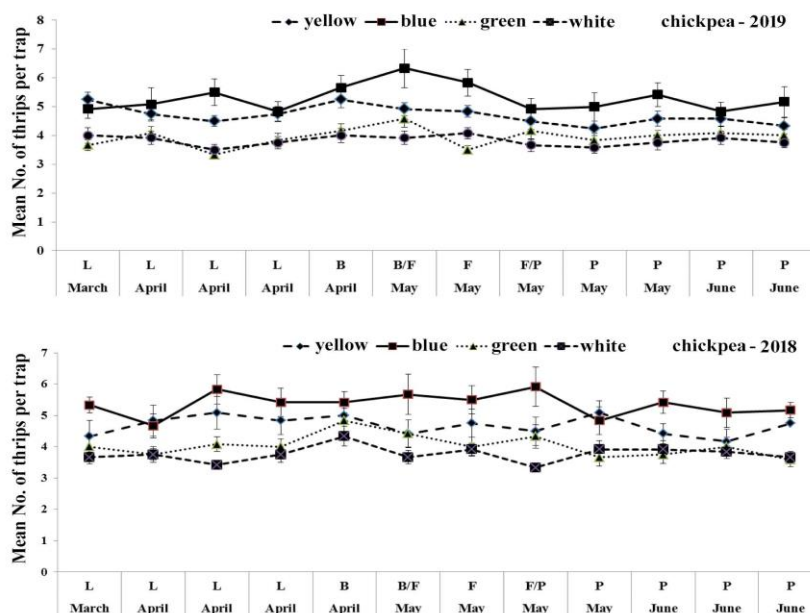 yellow blue green white chickpea - 2019
Mean No. of thrips per trap
8
7
6
5
4
3
2
1
0
L L L L B B/F F F/P P P P P
March April April April April May May May May May June June
yellow blue green white chickpea - 2018
Mean No. of thrips per trap
7
6
5
4
3
2
1
0
L L L L B B/F F F/P P P P P
March April April April April May May May May June June June